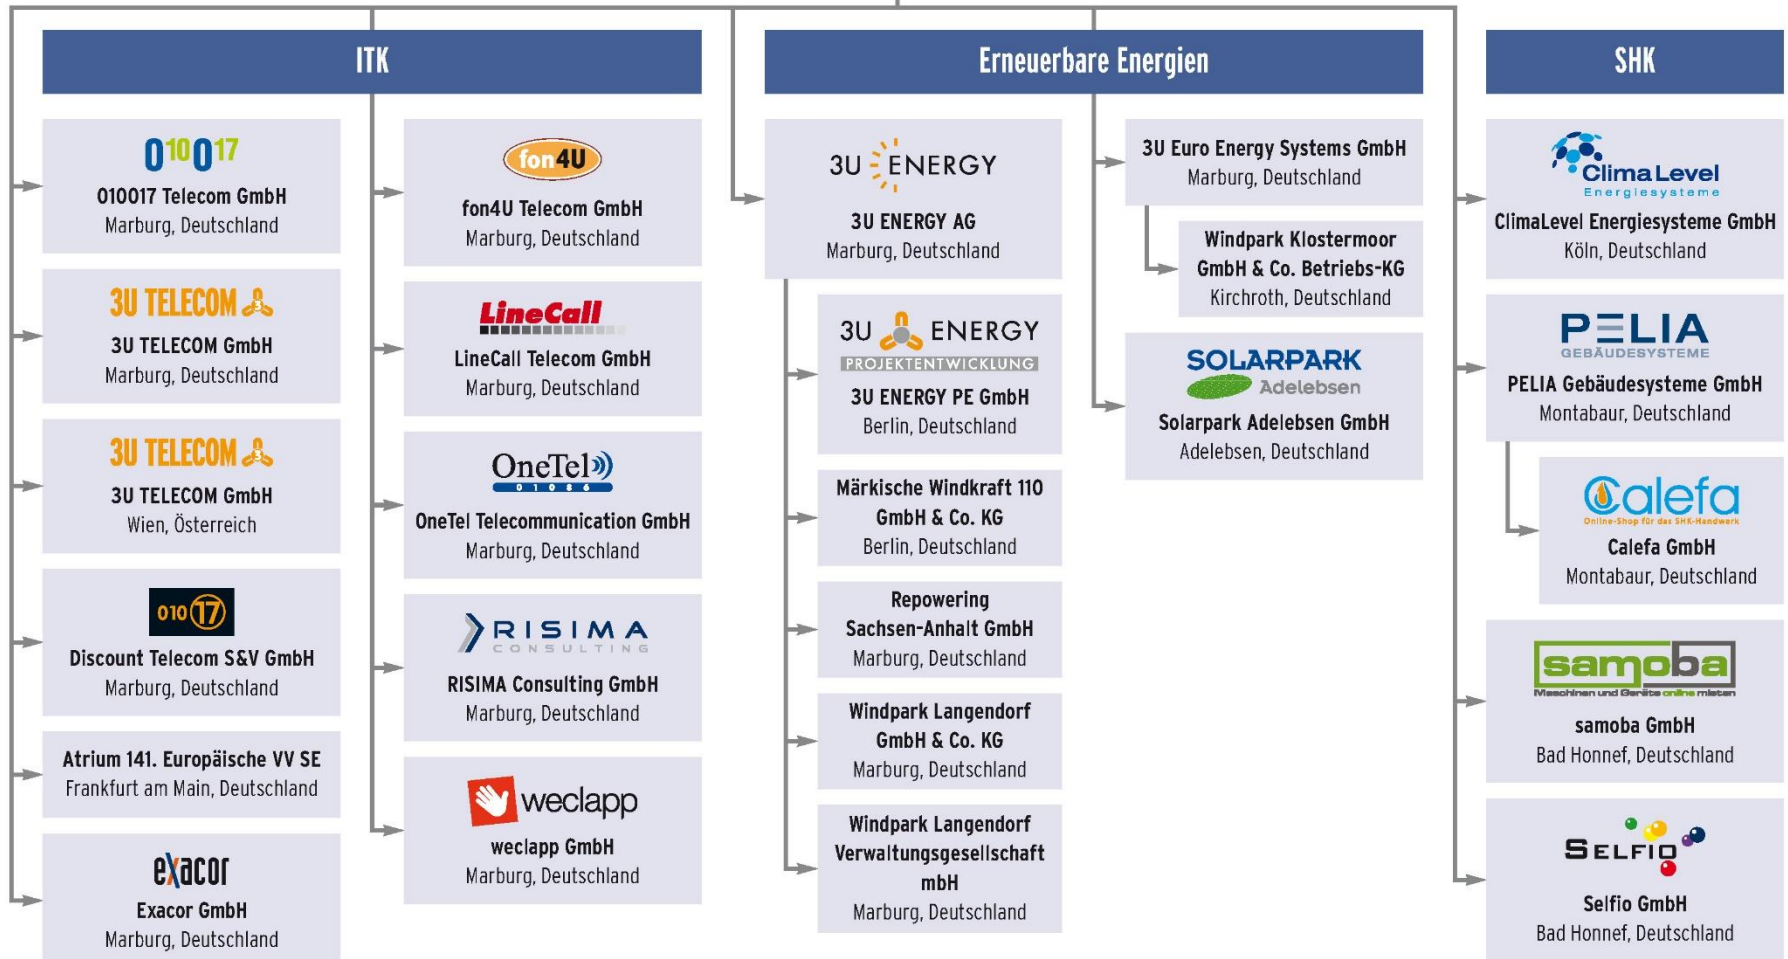 ITK
010017
010017 Telecom GmbH
Marburg, Deutschland
3U TELECOM 3
3U TELECOM GmbH
Marburg, Deutschland
3U TELECOM 3
3U TELECOM GmbH
Wien, Österreich
010 17
Discount Telecom S&V GmbH
Marburg, Deutschland
Atrium 141. Europäische VV SE
Frankfurt am Main, Deutschland
exacor
Exacor GmbH
Marburg, Deutschland
fon4U
fon4U Telecom GmbH
Marburg, Deutschland
LineCall
LineCall Telecom GmbH
Marburg, Deutschland
OneTel
01086
OneTel Telecommunication GmbH
Marburg, Deutschland
RISIMA
CONSULTING
RISIMA Consulting GmbH
Marburg, Deutschland
weclapp
weclapp GmbH
Marburg, Deutschland
Erneuerbare Energien
3U ENERGY
3U ENERGY AG
Marburg, Deutschland
3U ENERGY
PROJEKTENTWICKLUNG
3U ENERGY PE GmbH
Berlin, Deutschland
Märkische Windkraft 110
GmbH & Co. KG
Berlin, Deutschland
Repowering
Sachsen-Anhalt GmbH
Marburg, Deutschland
Windpark Langendorf
GmbH & Co. KG
Marburg, Deutschland
Windpark Langendorf
Verwaltungsgesellschaft
mbH
Marburg, Deutschland
3U Euro Energy Systems GmbH
Marburg, Deutschland
Windpark Klostermoor
GmbH & Co. Betriebs-KG
Kirchroth, Deutschland
SOLARPARK
Adelebsen
Solarpark Adelebsen GmbH
Adelebsen, Deutschland
SHK
ClimaLevel
Energiesysteme
ClimaLevel Energiesysteme GmbH
Köln, Deutschland
PELIA
GEBÄUDESYSTEME
PELIA Gebäudesysteme GmbH
Montabaur, Deutschland
Calefa
Online-Shop für das SHK-Handwerk
Calefa GmbH
Montabaur, Deutschland
samoba
Maschinen und Geräte online mieten
samoba GmbH
Bad Honnef, Deutschland
SELFIO
Selfio GmbH
Bad Honnef, Deutschland